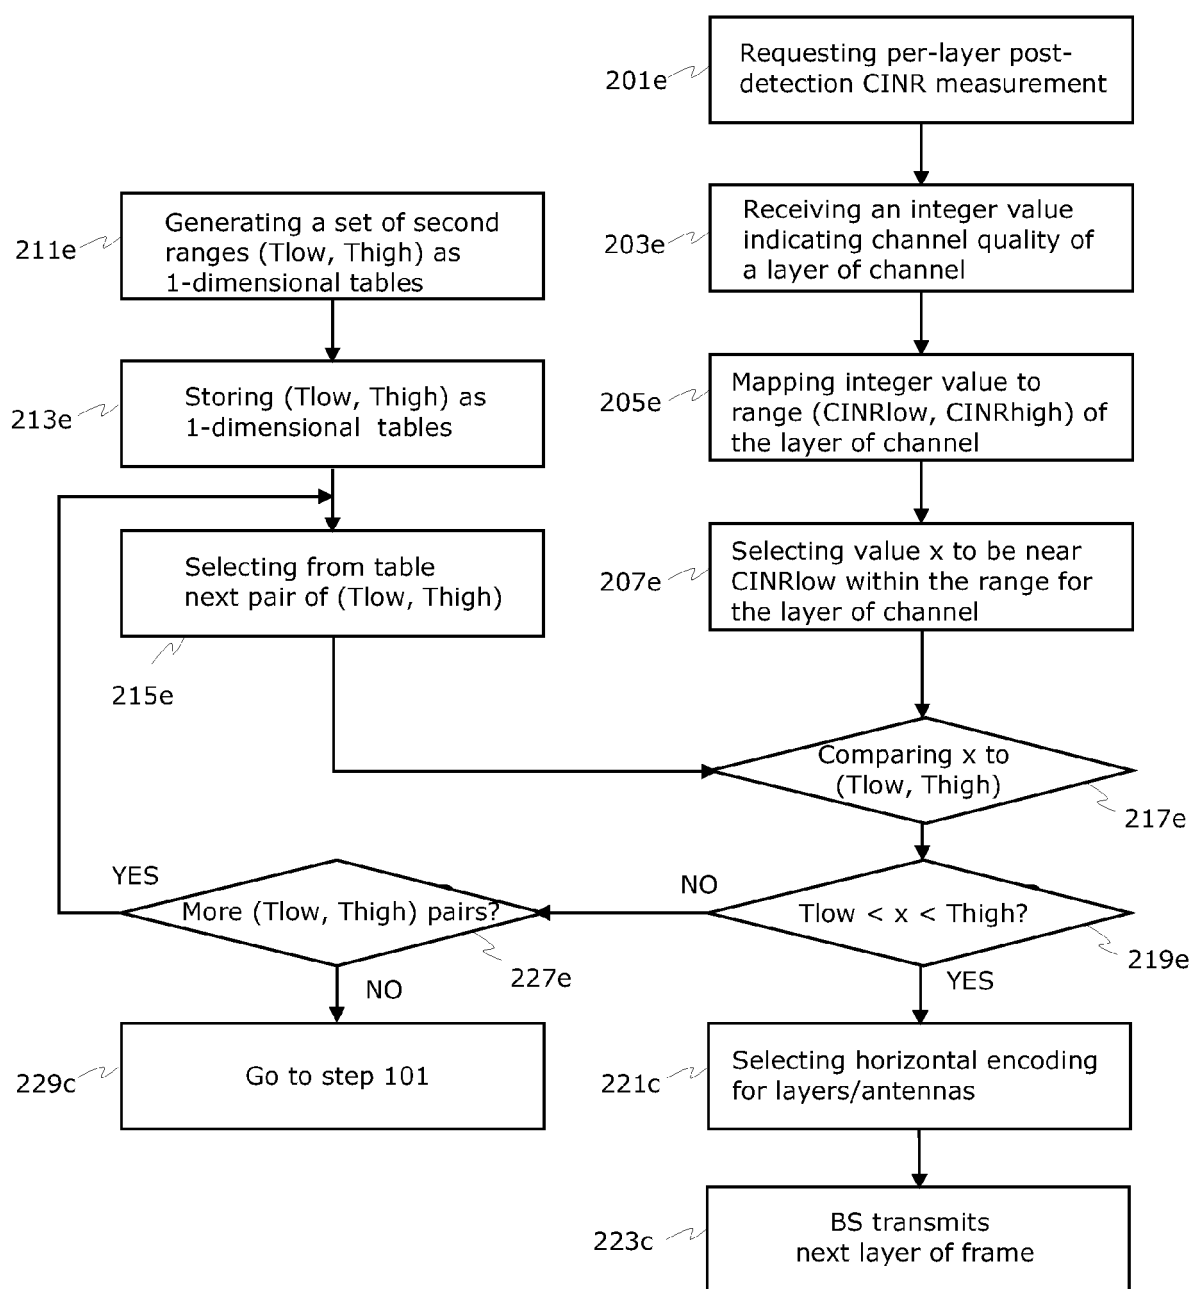 201e
Requesting per-layer post-
detection CINR measurement
211e
Generating a set of second
ranges (Tlow, Thigh) as
1-dimensional tables
203e
Receiving an integer value
indicating channel quality of
a layer of channel
213e
Storing (Tlow, Thigh) as
1-dimensional tables
205e
Mapping integer value to
range (CINRlow, CINRhigh) of
the layer of channel
Selecting from table
next pair of (Tlow, Thigh)
215e
207e
Selecting value x to be near
CINRlow within the range for
the layer of channel
Comparing x to
(Tlow, Thigh)
217e
YES
More (Tlow, Thigh) pairs?
227e
NO
NO
Tlow < x < Thigh?
219e
YES
229c
Go to step 101
221c
Selecting horizontal encoding
for layers/antennas
223c
BS transmits
next layer of frame